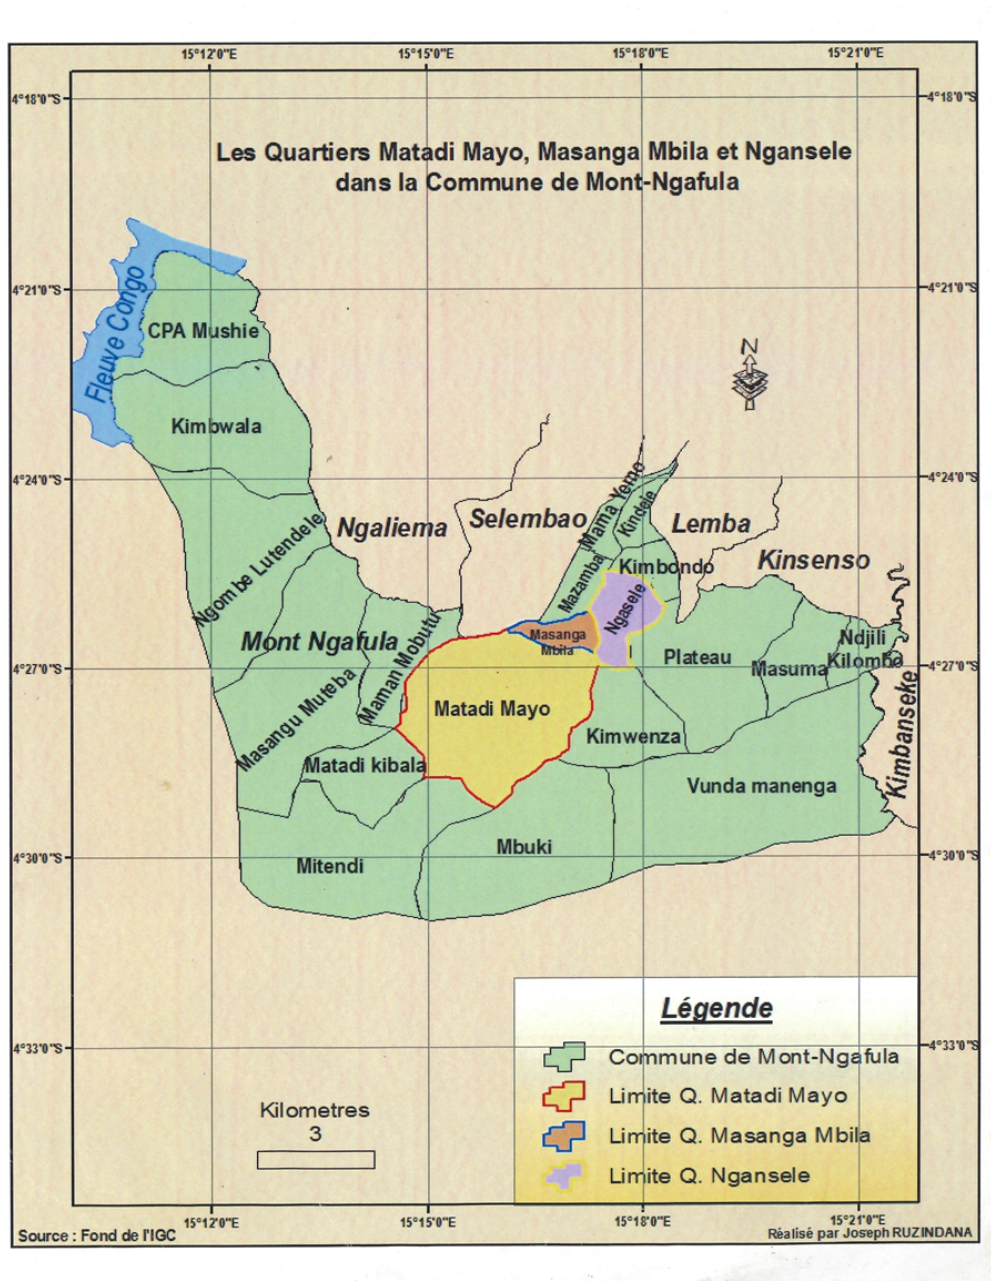 15°12'0"E 15°15'0"E 15°18'0"E 15°21'0"E
4°18'0"S 4°18'0"S
Les Quartiers Matadi Mayo, Masanga Mbila et Ngansele
dans la Commune de Mont-Ngafula
4°21'0"S 4°21'0"S
Fleuve Congo
CPA Mushie
N
Kimbwala
4°24'0"S 4°24'0"S
Ngaliema
Selembao
Mama Yemo
Kindele
Lemba
Kinsenso
Ngombe Lutendele
Mazamba
Kimbondo
Ngasele
Mont Ngafula
Maman Mobutu
Masanga
Mbila
Plateau
Masuma
Ndjili
Kilombo
4°27'0"S 4°27'0"S
Masangu Muteba
Matadi Mayo
Kimwenza
Kimbanseke
Matadi kibala
Vunda manenga
Mbuki
Mitendi
4°30'0"S 4°30'0"S
Légende
Commune de Mont-Ngafula
Limite Q. Matadi Mayo
Limite Q. Masanga Mbila
Limite Q. Ngansele
4°33'0"S 4°33'0"S
Kilometres
3
15°12'0"E 15°15'0"E 15°18'0"E 15°21'0"E
Source : Fond de l'IGC
Réalisé par Joseph RUZINDANA